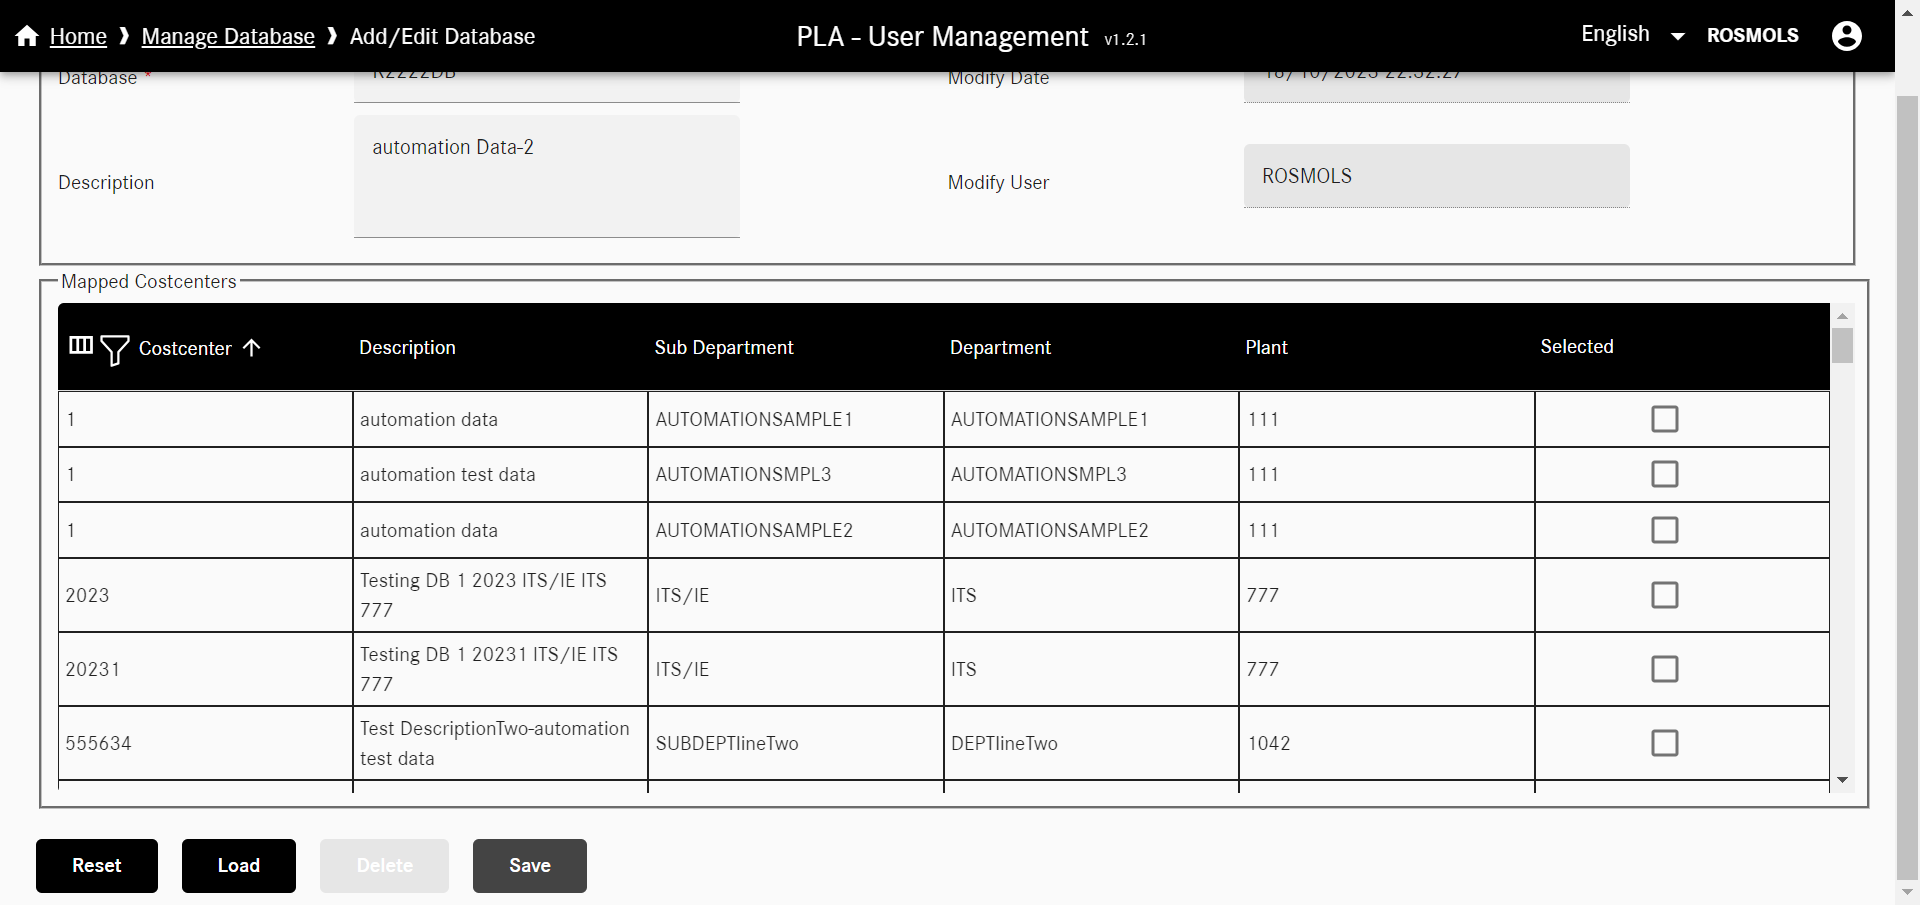 Home ❱ Manage Database ❱ Add/Edit Database
PLA - User Management v1.2.1
English
ROSMOLS
Database *
R2222DB
Modify Date
Description
automation Data-2
Modify User
ROSMOLS
Mapped Costcenters
Costcenter Description Sub Department Department Plant Selected
1 automation data AUTOMATIONSAMPLE1 AUTOMATIONSAMPLE1 111
1 automation test data AUTOMATIONSMPL3 AUTOMATIONSMPL3 111
1 automation data AUTOMATIONSAMPLE2 AUTOMATIONSAMPLE2 111
2023 Testing DB 1 2023 ITS/IE ITS
777 ITS/IE ITS 777
20231 Testing DB 1 20231 ITS/IE ITS
777 ITS/IE ITS 777
555634 Test DescriptionTwo-automation
test data SUBDEPTlineTwo DEPTlineTwo 1042
Reset Load Delete Save